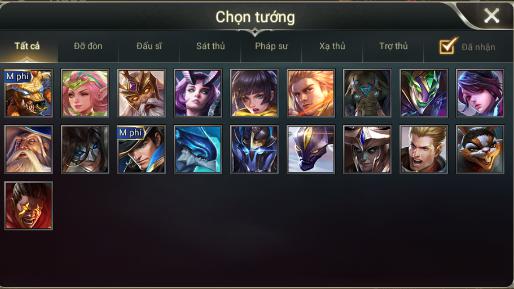 Chọn tướng
Tất cả Đỡ đòn Đấu sĩ Sát thủ Pháp sư Xạ thủ Trợ thủ Đã nhận
M phí
M phí